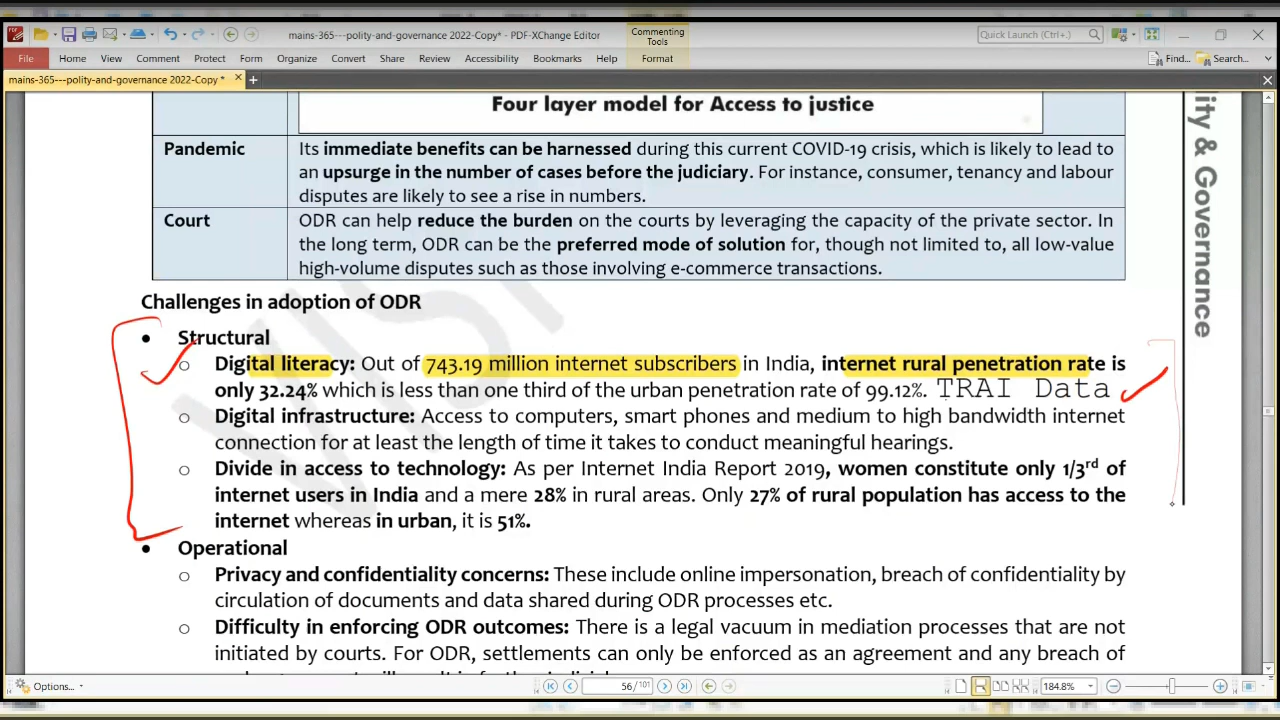 mains-365---polity-and-governance 2022-Copy* - PDF-XChange Editor
Commenting
Tools
Quick Launch (Ctrl+.)
File Home View Comment Protect Form Organize Convert Share Review Accessibility Bookmarks Help Format Find... Search...
mains-365---polity-and-governance 2022-Copy *
Four layer model for Access to justice
Pandemic Its immediate benefits can be harnessed during this current COVID-19 crisis, which is likely to lead to
an upsurge in the number of cases before the judiciary. For instance, consumer, tenancy and labour
disputes are likely to see a rise in numbers.
Court ODR can help reduce the burden on the courts by leveraging the capacity of the private sector. In
the long term, ODR can be the preferred mode of solution for, though not limited to, all low-value
high-volume disputes such as those involving e-commerce transactions.
Challenges in adoption of ODR
• Structural
o Digital literacy: Out of 743.19 million internet subscribers in India, internet rural penetration rate is
only 32.24% which is less than one third of the urban penetration rate of 99.12%. TRAI Data
o Digital infrastructure: Access to computers, smart phones and medium to high bandwidth internet
connection for at least the length of time it takes to conduct meaningful hearings.
o Divide in access to technology: As per Internet India Report 2019, women constitute only 1/3rd of
internet users in India and a mere 28% in rural areas. Only 27% of rural population has access to the
internet whereas in urban, it is 51%.
• Operational
o Privacy and confidentiality concerns: These include online impersonation, breach of confidentiality by
circulation of documents and data shared during ODR processes etc.
o Difficulty in enforcing ODR outcomes: There is a legal vacuum in mediation processes that are not
initiated by courts. For ODR, settlements can only be enforced as an agreement and any breach of
& Governance
Options...
56 / 101
184.8%